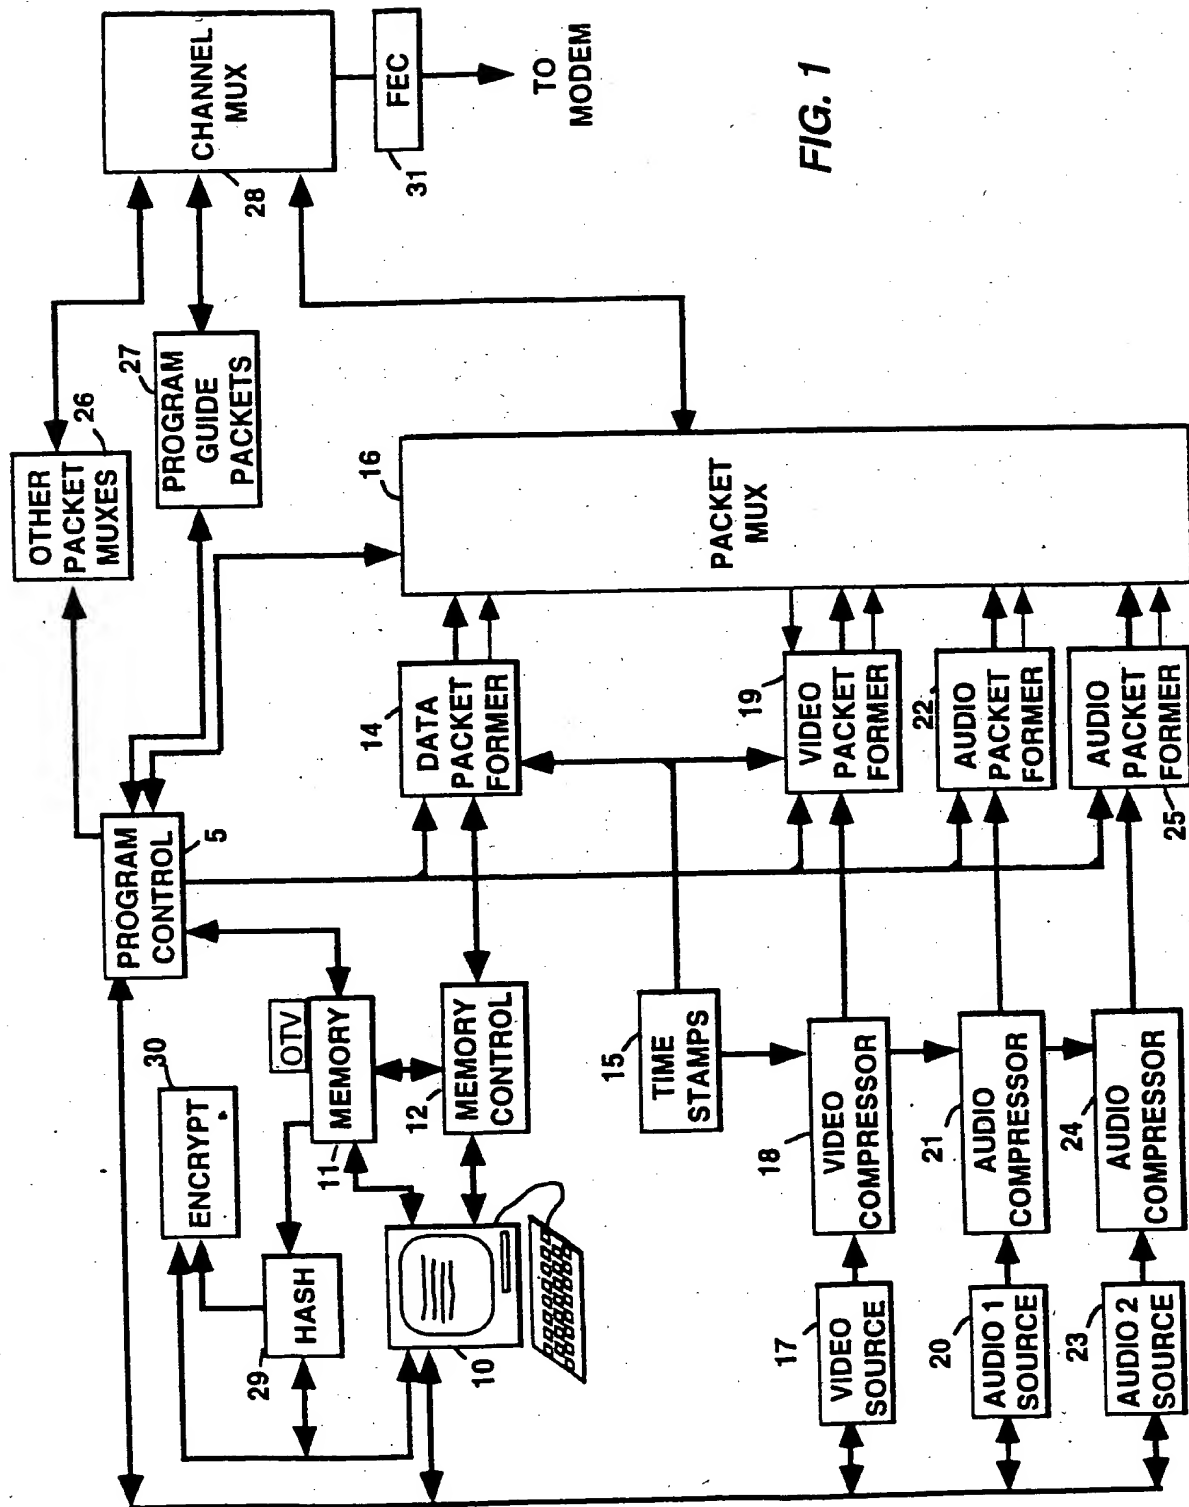 OTHER
PACKET
MUXES
26
PROGRAM
GUIDE
PACKETS
27
CHANNEL
MUX
28
FEC
31
TO
MODEM
FIG. 1
PROGRAM
CONTROL
5
ENCRYPT
30
HASH
29
OTV
MEMORY
11
MEMORY
CONTROL
12
10
DATA
PACKET
FORMER
14
PACKET
MUX
16
TIME
STAMPS
15
VIDEO
SOURCE
17
VIDEO
COMPRESSOR
18
VIDEO
PACKET
FORMER
19
AUDIO 1
SOURCE
20
AUDIO
COMPRESSOR
21
AUDIO
PACKET
FORMER
22
AUDIO 2
SOURCE
23
AUDIO
COMPRESSOR
24
AUDIO
PACKET
FORMER
25